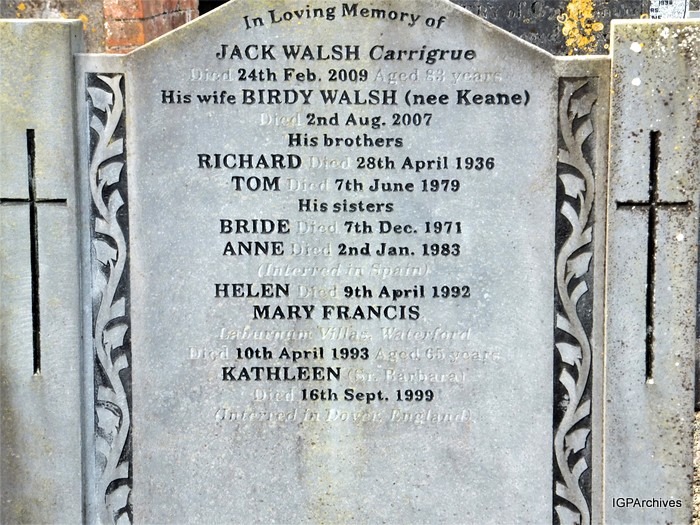 In Loving Memory of
JACK WALSH Carrigrue
Died 24th Feb. 2009 Aged 83 years
His wife BIRDY WALSH (nee Keane)
Died 2nd Aug. 2007
His brothers
RICHARD Died 28th April 1936
TOM Died 7th June 1979
His sisters
BRIDE Died 7th Dec. 1971
ANNE Died 2nd Jan. 1983
(Interred in Spain)
HELEN Died 9th April 1992
MARY FRANCIS
Laburnum Villas, Waterford
Died 10th April 1993 Aged 65 years
KATHLEEN (Sr. Barbara)
Died 16th Sept. 1999
(Interred in Dover, England)
IGPArchives